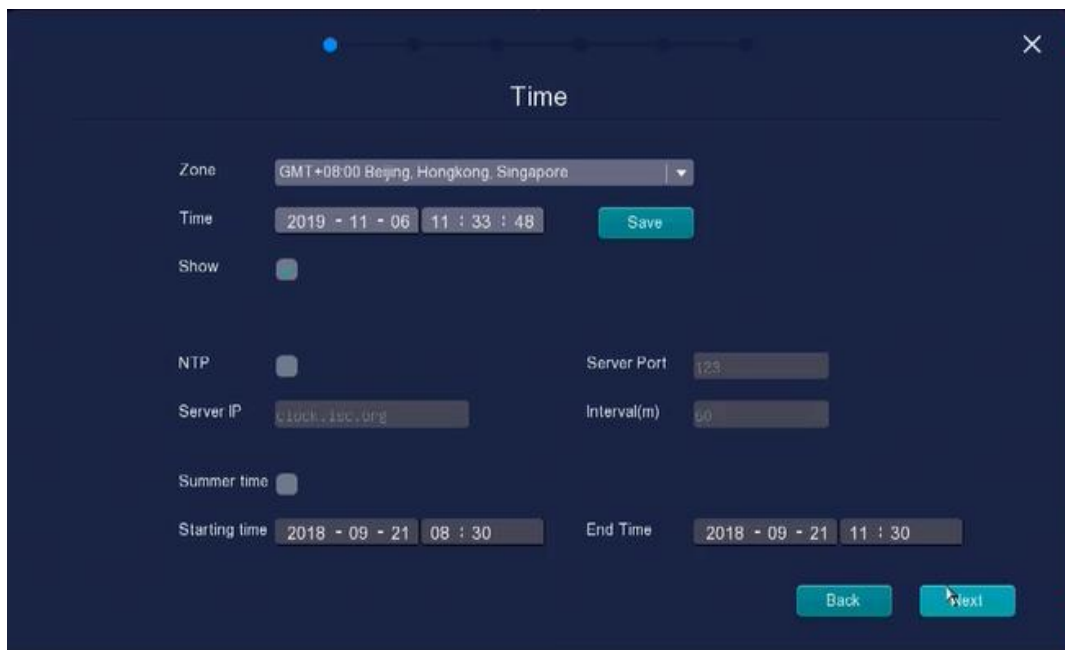 Time
Zone GMT+08:00 Beijing, Hongkong, Singapore
Time 2019 - 11 - 06 11 : 33 : 48 Save
Show
NTP Server Port 123
Server IP clock.isc.org Interval(m) 60
Summer time
Starting time 2018 - 09 - 21 08 : 30 End Time 2018 - 09 - 21 11 : 30
Back Next